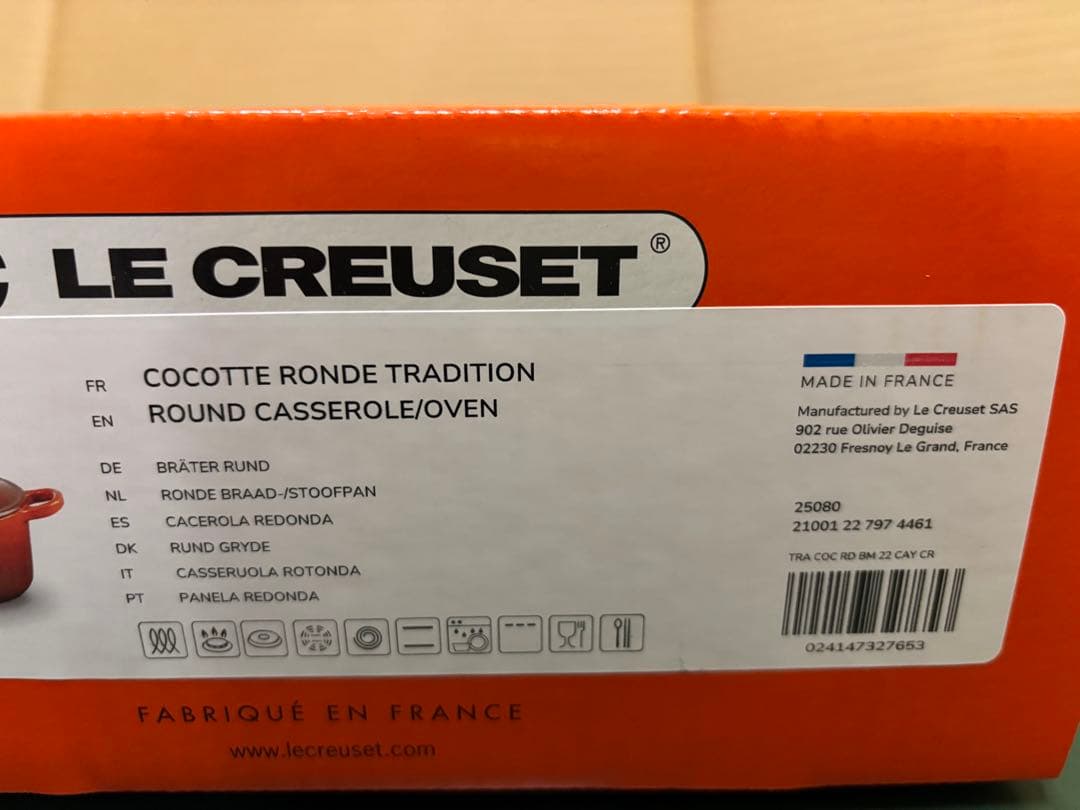 LE CREUSET®
FR COCOTTE RONDE TRADITION
EN ROUND CASSEROLE/OVEN
DE BRÄTER RUND
NL RONDE BRAAD-/STOOFPAN
ES CACEROLA REDONDA
DK RUND GRYDE
IT CASSERUOLA ROTONDA
PT PANELA REDONDA
MADE IN FRANCE
Manufactured by Le Creuset SAS
902 rue Olivier Deguise
02230 Fresnoy Le Grand, France
25080
21001 22 797 4461
TRA COC RD BM 22 CAY CR
024147327653
FABRIQUÉ EN FRANCE
www.lecreuset.com